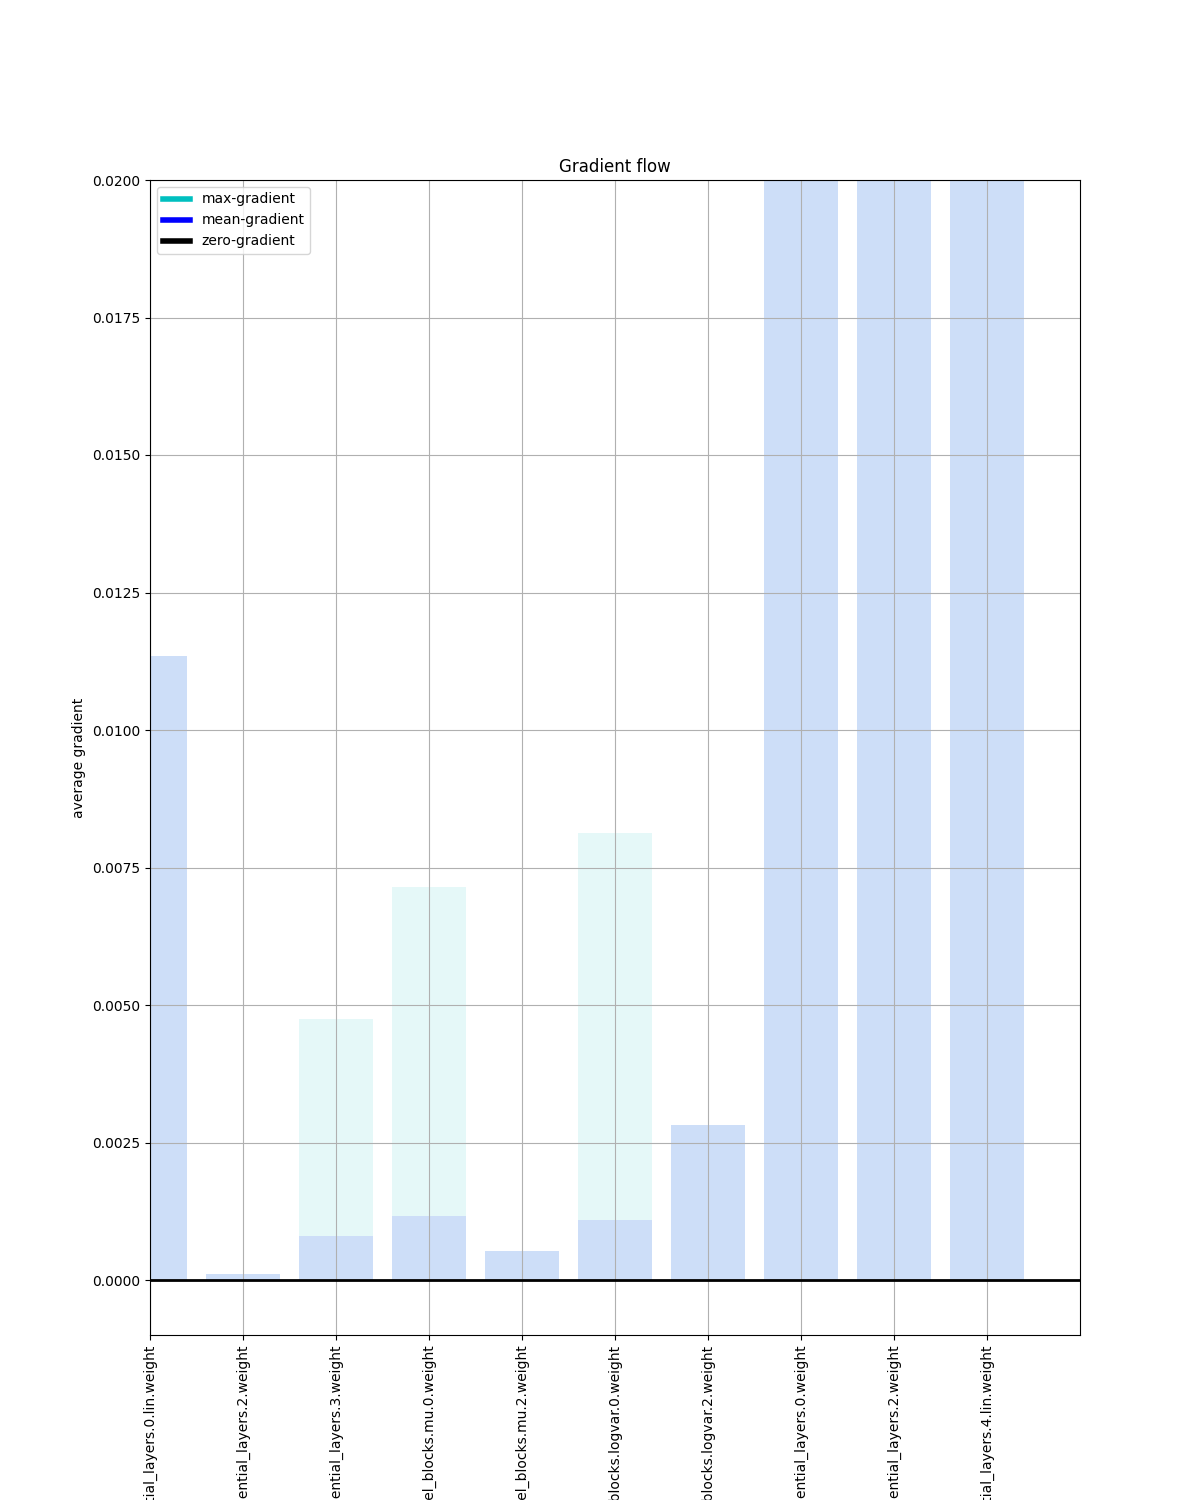 Gradient flow
max-gradient
mean-gradient
zero-gradient
0.0200
0.0175
0.0150
0.0125
0.0100
0.0075
0.0050
0.0025
0.0000
average gradient
tial_layers.0.lin.weight
ential_layers.2.weight
ential_layers.3.weight
el_blocks.mu.0.weight
el_blocks.mu.2.weight
blocks.logvar.0.weight
blocks.logvar.2.weight
ential_layers.0.weight
ential_layers.2.weight
tial_layers.4.lin.weight